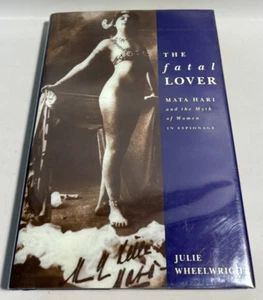 THE
fatal
LOVER
MATA HARI
and the Myth
of Women
IN ESPIONAGE
JULIE
WHEELWRIGHT